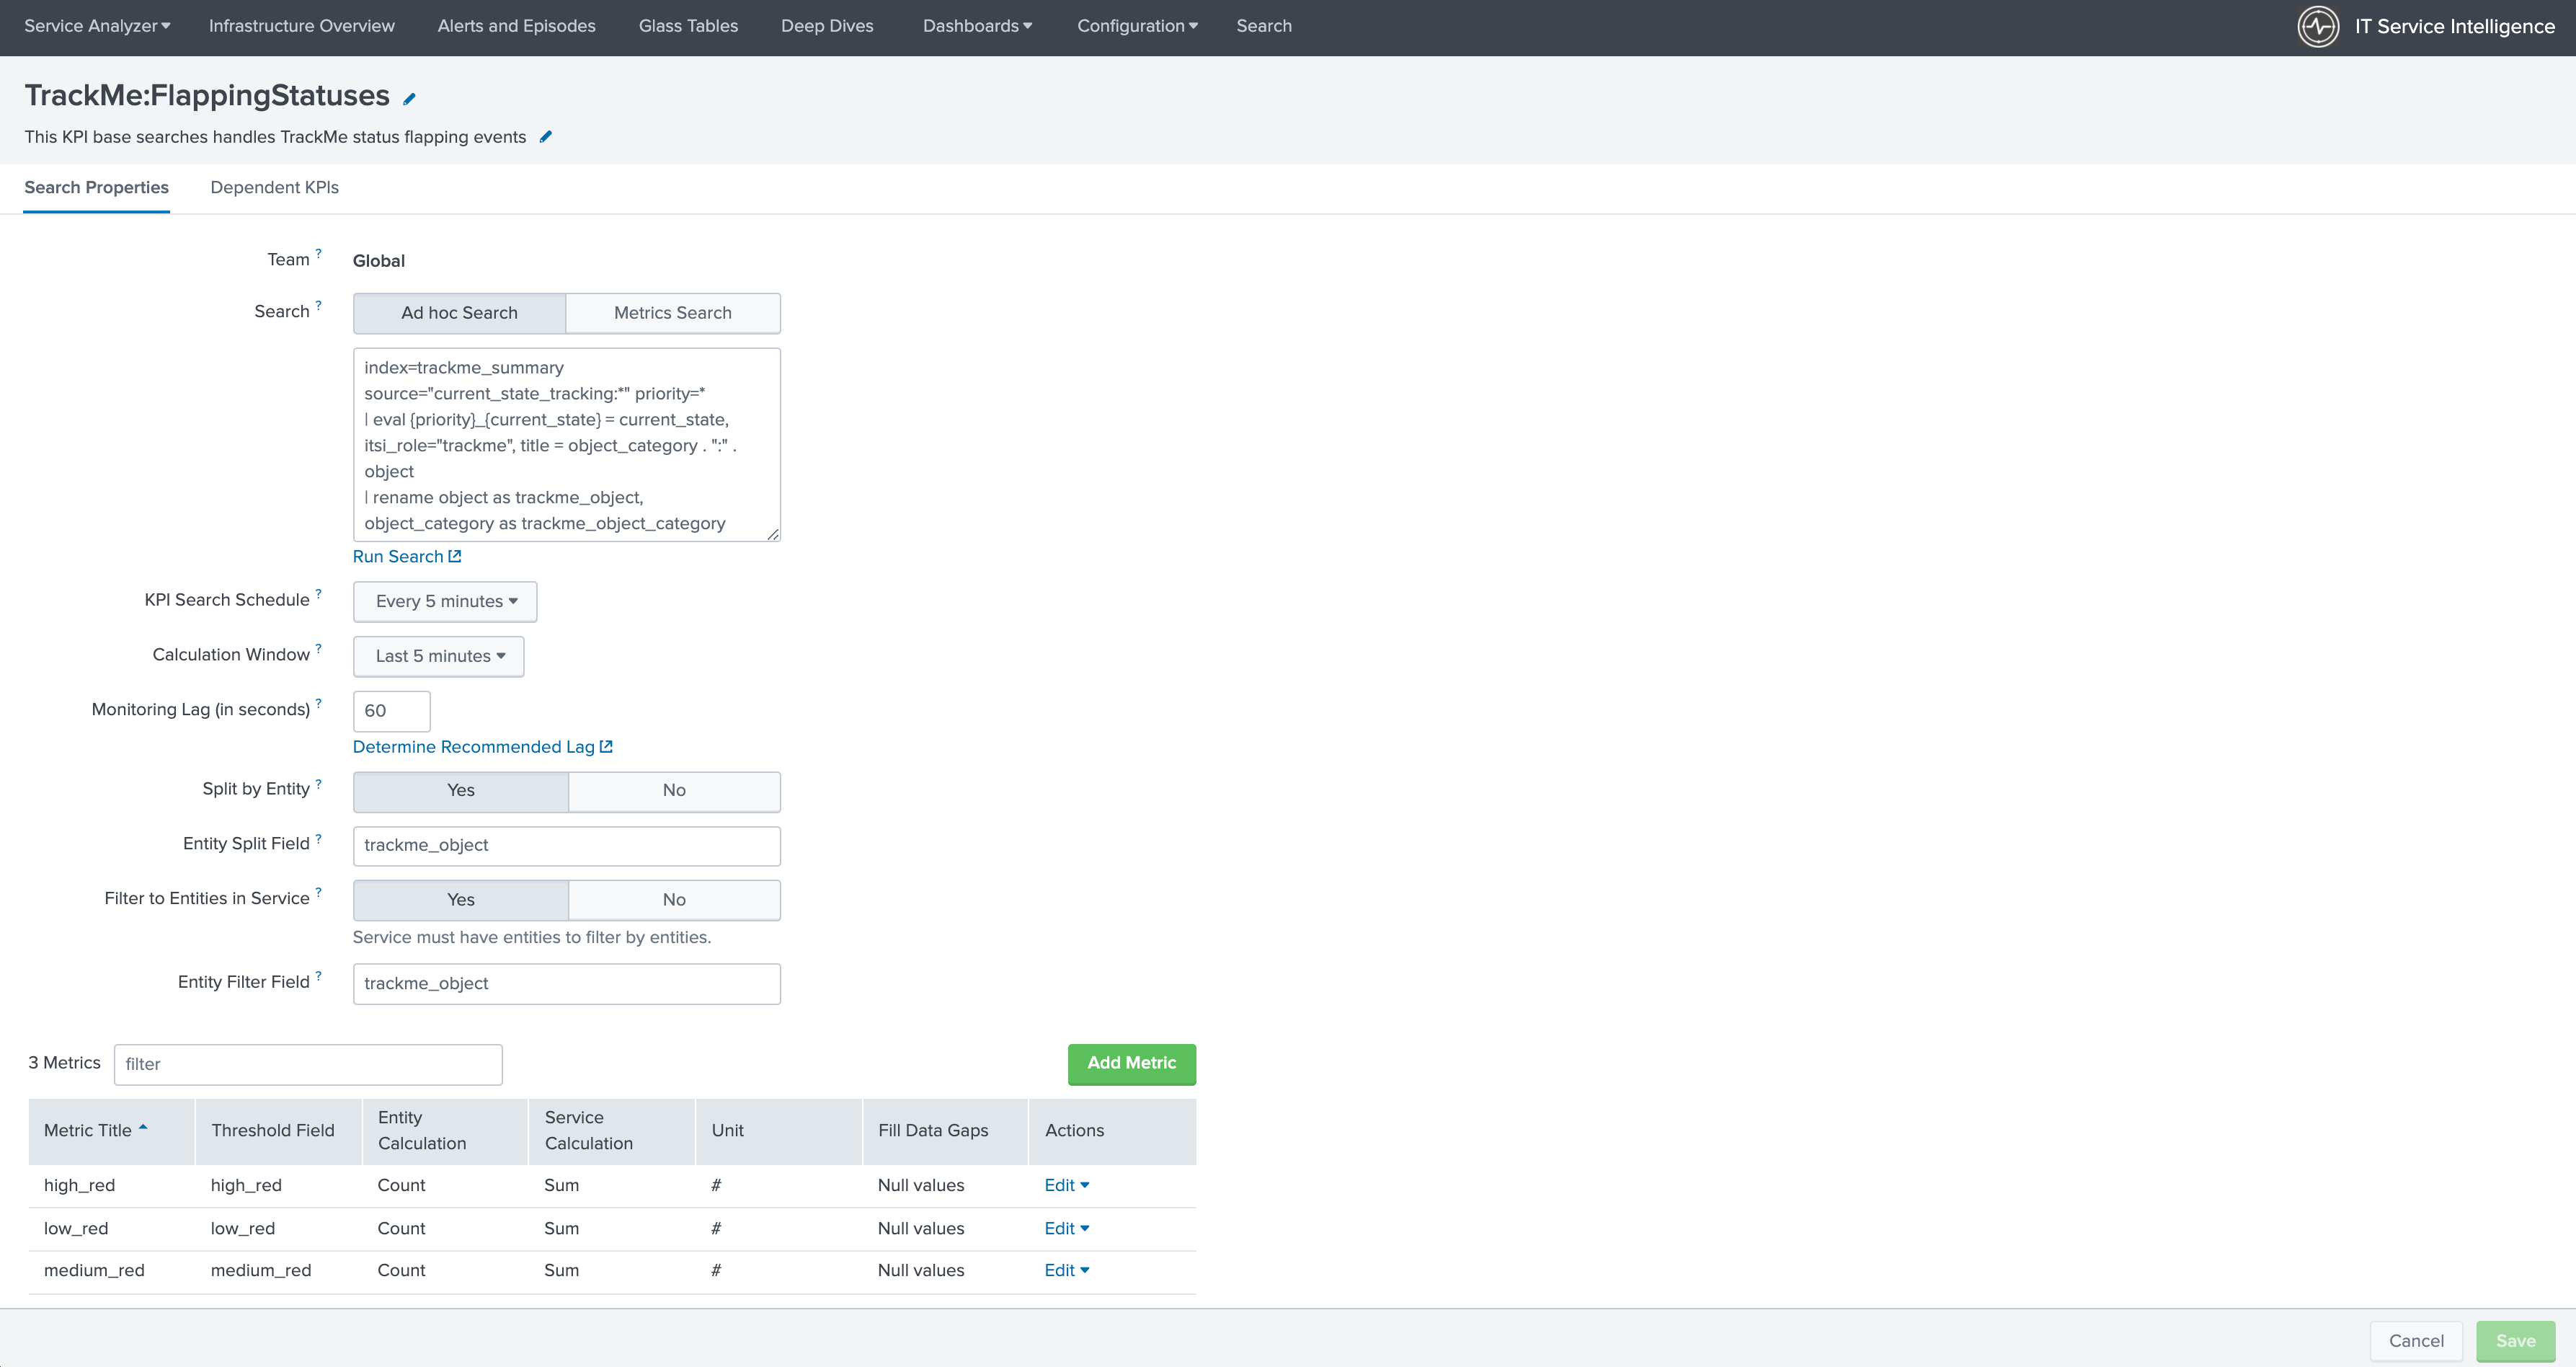 Service Analyzer Infrastructure Overview Alerts and Episodes Glass Tables Deep Dives Dashboards Configuration Search IT Service Intelligence
TrackMe:FlappingStatuses
This KPI base searches handles TrackMe status flapping events
Search Properties Dependent KPIs
Team ? Global
Search ? Ad hoc Search Metrics Search
index=trackme_summary
source="current_state_tracking:*" priority=*
| eval {priority}_{current_state} = current_state,
itsi_role="trackme", title = object_category . ":" .
object
| rename object as trackme_object,
object_category as trackme_object_category
Run Search
KPI Search Schedule ? Every 5 minutes
Calculation Window ? Last 5 minutes
Monitoring Lag (in seconds) ? 60
Determine Recommended Lag
Split by Entity ? Yes No
Entity Split Field ? trackme_object
Filter to Entities in Service ? Yes No
Service must have entities to filter by entities.
Entity Filter Field ? trackme_object
3 Metrics filter Add Metric
Metric Title Threshold Field Entity Calculation Service Calculation Unit Fill Data Gaps Actions
high_red high_red Count Sum # Null values Edit
low_red low_red Count Sum # Null values Edit
medium_red medium_red Count Sum # Null values Edit
Cancel Save